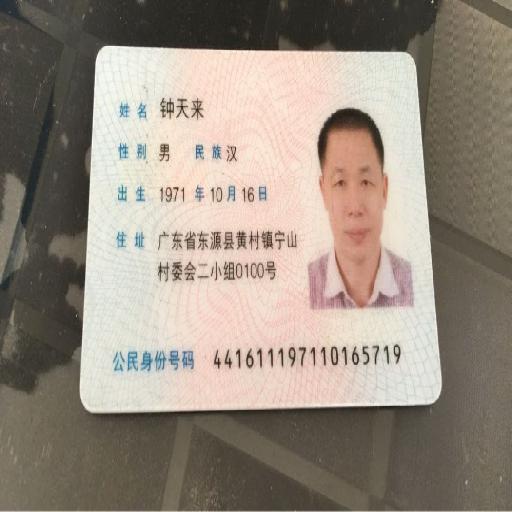 姓名 钟天来
性别 男 民族 汉
出生 1971 年 10 月 16 日
住址 广东省东源县黄村镇宁山
村委会二小组0100号
公民身份号码 441611197110165719